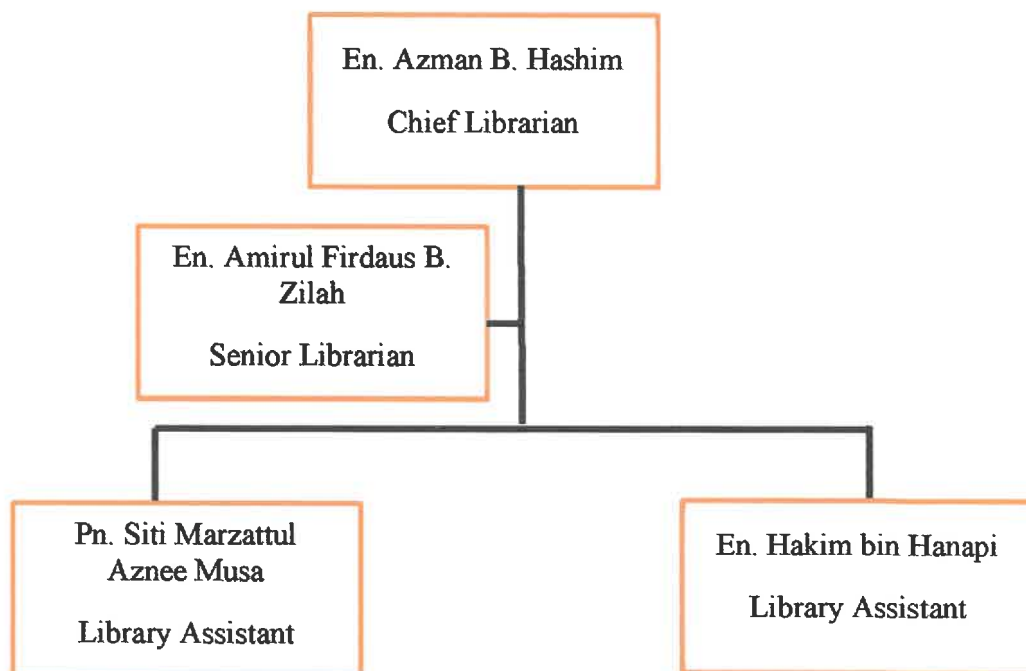 En. Azman B. Hashim
Chief Librarian
En. Amirul Firdaus B.
Zilah
Senior Librarian
Pn. Siti Marzattul
Aznee Musa
Library Assistant
En. Hakim bin Hanapi
Library Assistant